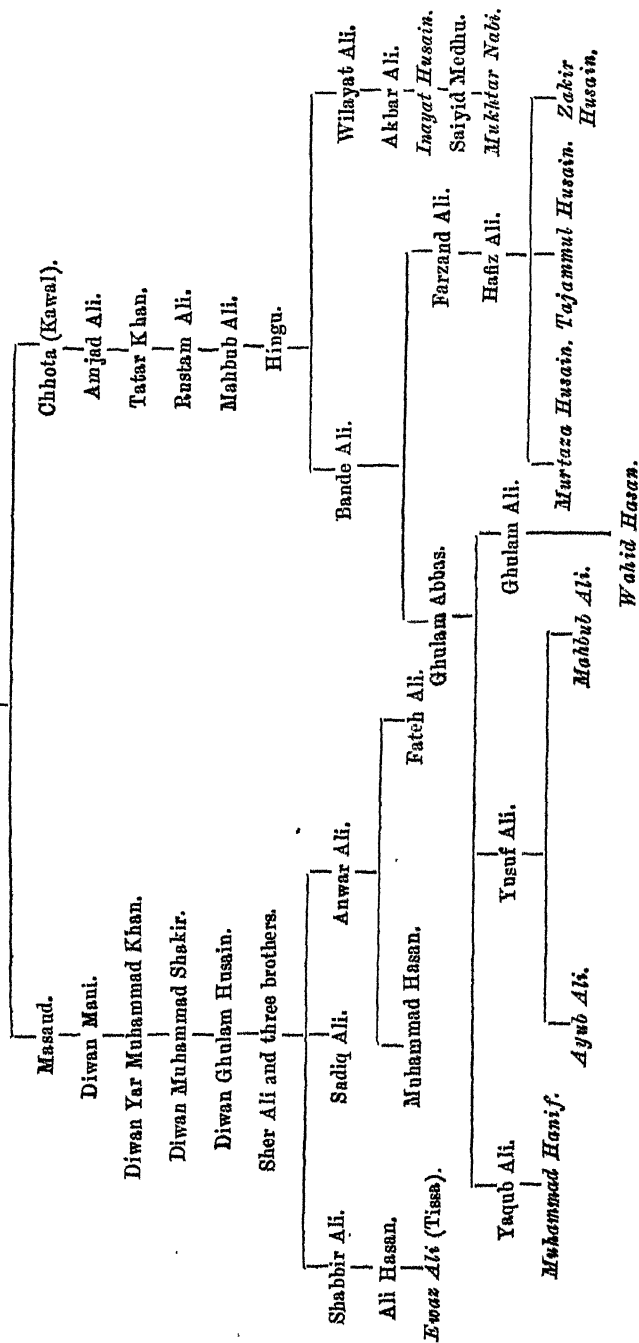 Masaud. Chhota (Kawal).
Diwan Mani. Amjad Ali.
Diwan Yar Muhammad Khan. Tatar Khan.
Diwan Muhammad Shakir. Rustam Ali.
Diwan Ghulam Husain. Mahbub Ali.
Sher Ali and three brothers. Hingu.
Shabbir Ali. Sadiq Ali. Anwar Ali. Bande Ali. Wilayat Ali.
Ali Hasan. Muhammad Hasan. Fateh Ali. Ghulam Abbas. Farzand Ali. Akbar Ali.
Ewaz Ali (Tissa). Hafiz Ali. Inayat Husain.
Saiyid Medhu.
Mukhtar Nabi.
Yaqub Ali. Yusuf Ali. Ghulam Ali. Murtaza Husain. Tajammul Husain. Zakir
Husain.
Muhammad Hanif. Ayub Ali. Mahbub Ali.
Wahid Hasan.